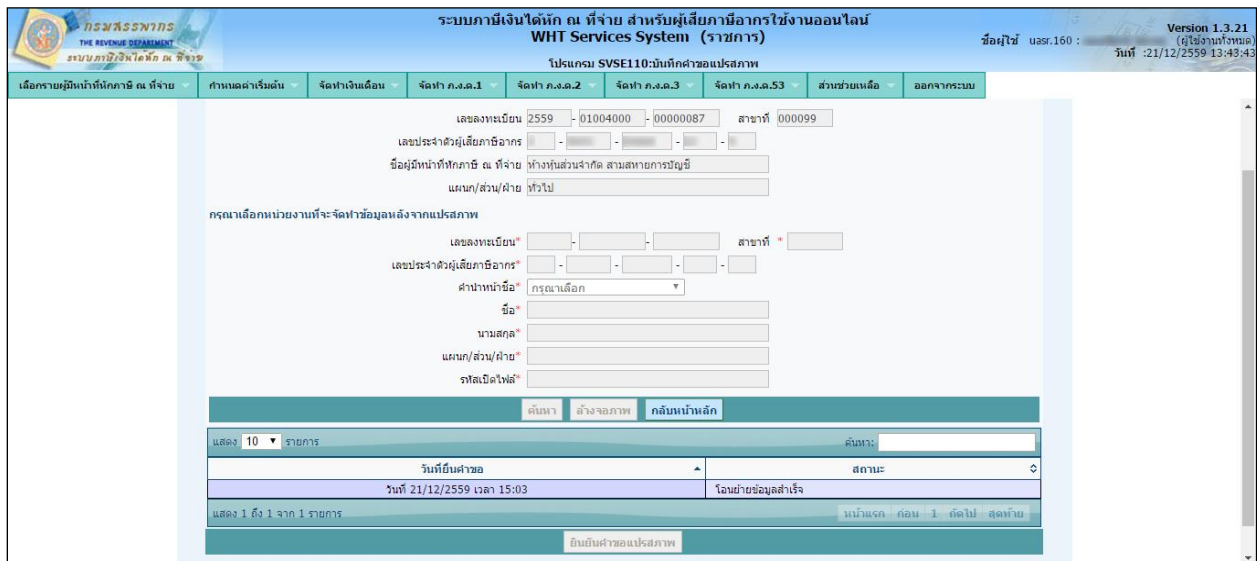 กรมสรรพากร
THE REVENUE DEPARTMENT
ระบบภาษีเงินได้หัก ณ ที่จ่าย
ระบบภาษีเงินได้หัก ณ ที่จ่าย สำหรับผู้เสียภาษีอากรใช้งานออนไลน์
WHT Services System (ราชการ)
โปรแกรม SVSE110:บันทึกคำขอแปรสภาพ
Version 1.3.21
ชื่อผู้ใช้ uasr.160 : (ผู้ใช้งานทั้งหมด)
วันที่ :21/12/2559 13:43:43
เลือกรายผู้มีหน้าที่หักภาษี ณ ที่จ่าย กำหนดค่าเริ่มต้น จัดทำเงินเดือน จัดทำ ภ.ง.ด.1 จัดทำ ภ.ง.ด.2 จัดทำ ภ.ง.ด.3 จัดทำ ภ.ง.ด.53 ส่วนช่วยเหลือ ออกจากระบบ
เลขลงทะเบียน 2559 - 01004000 - 00000087 สาขาที่ 000099
เลขประจำตัวผู้เสียภาษีอากร - - - -
ชื่อผู้มีหน้าที่หักภาษี ณ ที่จ่าย ห้างหุ้นส่วนจำกัด สามสหายการบัญชี
แผนก/ส่วน/ฝ่าย ทั่วไป
กรุณาเลือกหน่วยงานที่จะจัดทำข้อมูลหลังจากแปรสภาพ
เลขลงทะเบียน* - - สาขาที่ *
เลขประจำตัวผู้เสียภาษีอากร* - - - -
คำนำหน้าชื่อ* กรุณาเลือก
ชื่อ*
นามสกุล*
แผนก/ส่วน/ฝ่าย*
รหัสเปิดไฟล์*
ค้นหา ล้างจอภาพ กลับหน้าหลัก
แสดง 10 รายการ ค้นหา:
วันที่ยื่นคำขอ สถานะ
วันที่ 21/12/2559 เวลา 15:03 โอนย้ายข้อมูลสำเร็จ
แสดง 1 ถึง 1 จาก 1 รายการ หน้าแรก ก่อน 1 ถัดไป สุดท้าย
ยืนยันคำขอแปรสภาพ